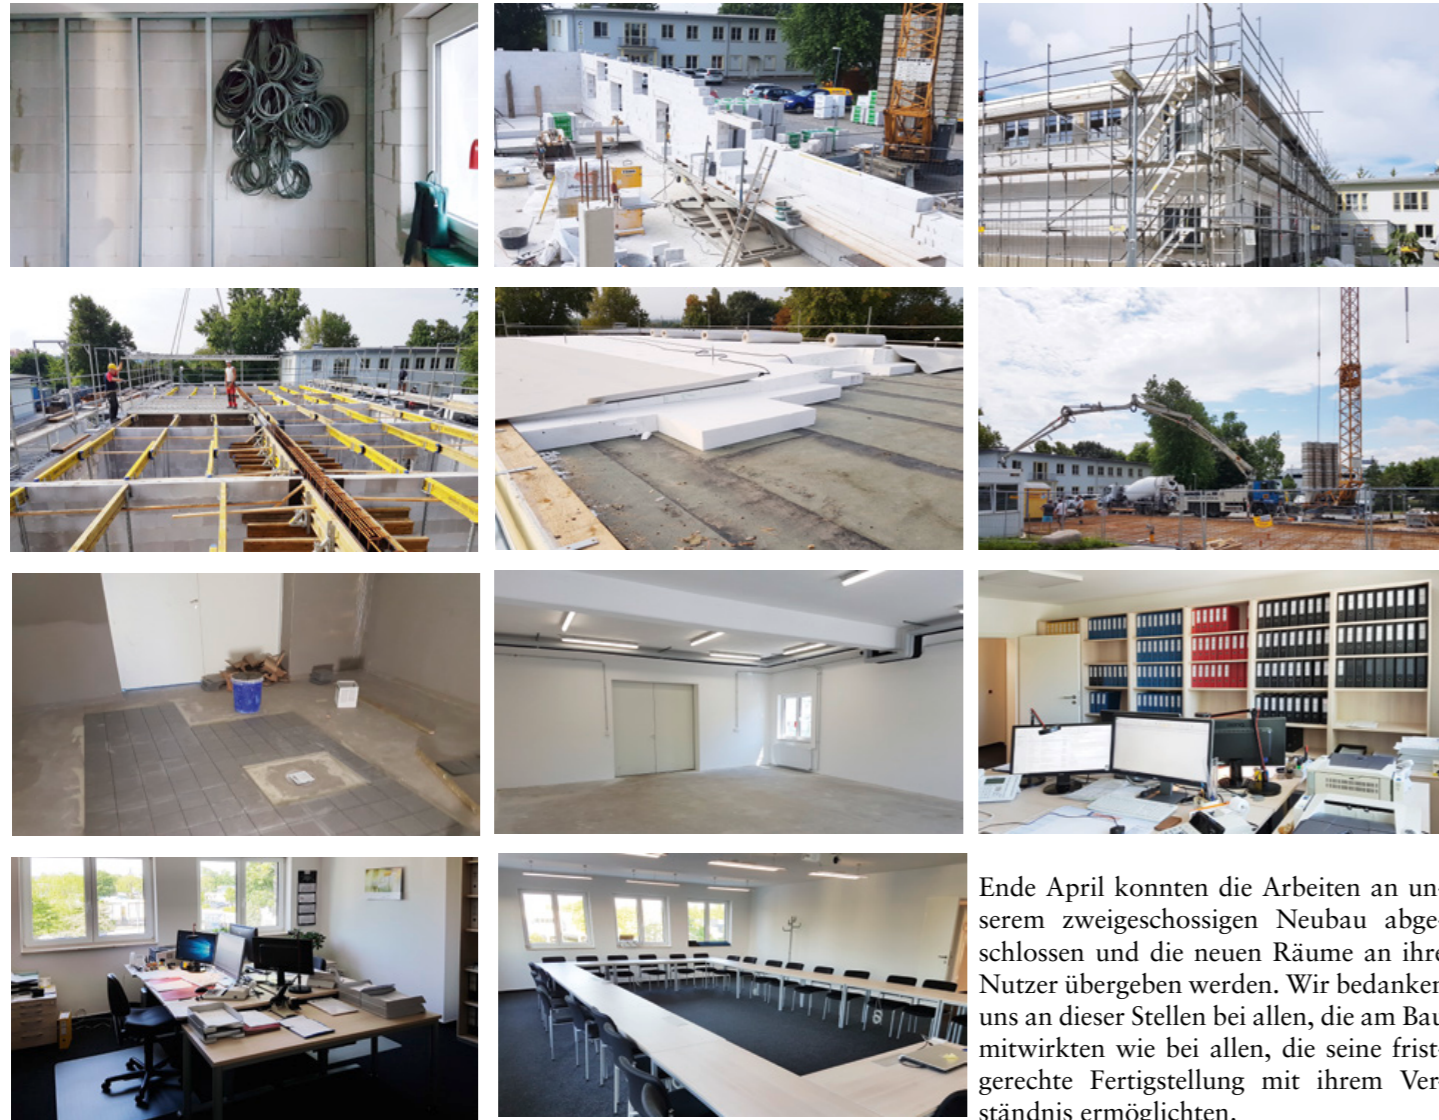 Ende April konnten die Arbeiten an un-
serem zweigeschossigen Neubau abge-
schlossen und die neuen Räume an ihre
Nutzer übergeben werden. Wir bedanken
uns an dieser Stellen bei allen, die am Bau
mitwirkten wie bei allen, die seine frist-
gerechte Fertigstellung mit ihrem Ver-
ständnis ermöglichten.